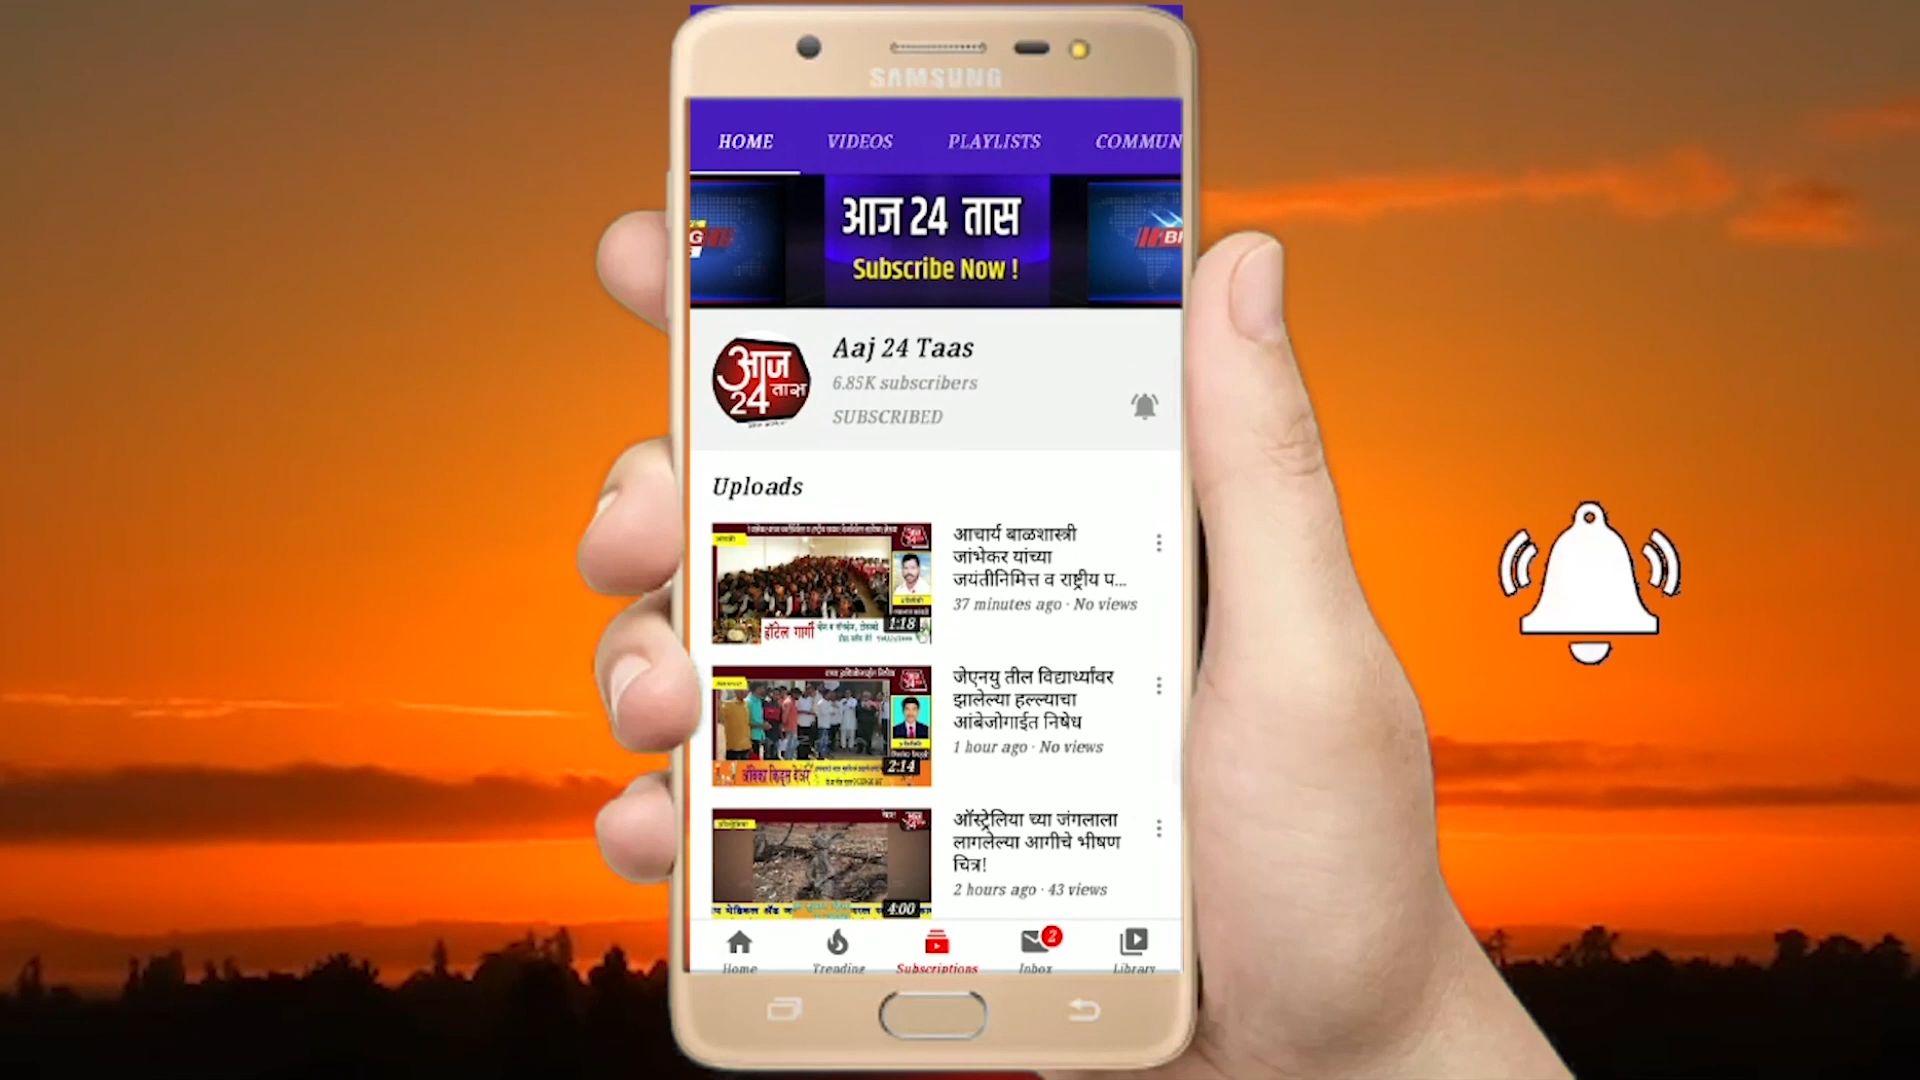 SAMSUNG
HOME
VIDEOS
PLAYLISTS
COMMUN
आज 24 तास
Subscribe Now !
आज
24 तास
Aaj 24 Taas
6.85K subscribers
SUBSCRIBED
Uploads
आचार्य बाळशास्त्री
जांभेकर यांच्या
जयंतीनिमित्त व राष्ट्रीय प...
37 minutes ago · No views
हॉटेल गार्गी
1:18
जेएनयु तील विद्यार्थ्यांवर
झालेल्या हल्ल्याचा
आंबेजोगाईत निषेध
1 hour ago · No views
2:14
ऑस्ट्रेलिया च्या जंगलाला
लागलेल्या आगीचे भीषण
चित्र!
2 hours ago · 43 views
4:00
2
Home
Trending
Subscriptions
Inbox
Library